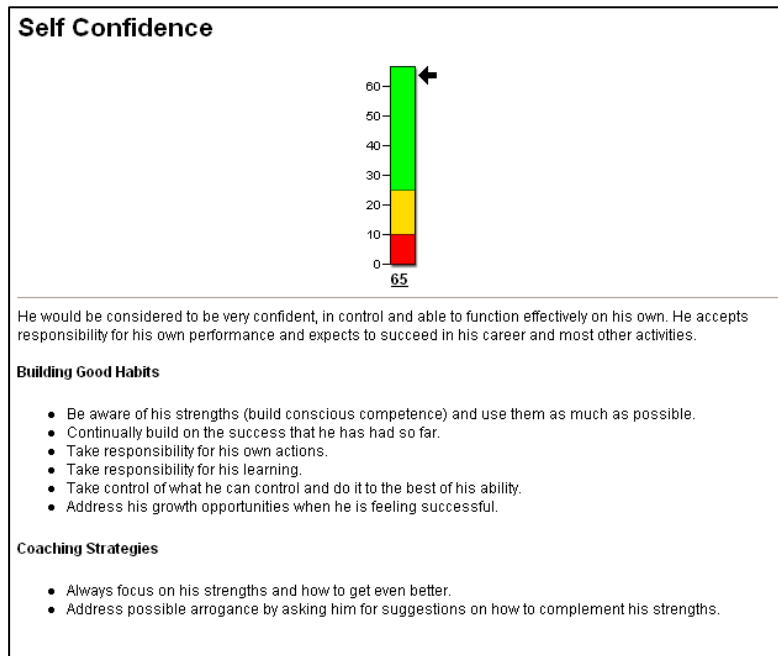 Self Confidence
60
50
40
30
20
10
0
65
He would be considered to be very confident, in control and able to function effectively on his own. He accepts
responsibility for his own performance and expects to succeed in his career and most other activities.
Building Good Habits
Be aware of his strengths (build conscious competence) and use them as much as possible.
Continually build on the success that he has had so far.
Take responsibility for his own actions.
Take responsibility for his learning.
Take control of what he can control and do it to the best of his ability.
Address his growth opportunities when he is feeling successful.
Coaching Strategies
Always focus on his strengths and how to get even better.
Address possible arrogance by asking him for suggestions on how to complement his strengths.